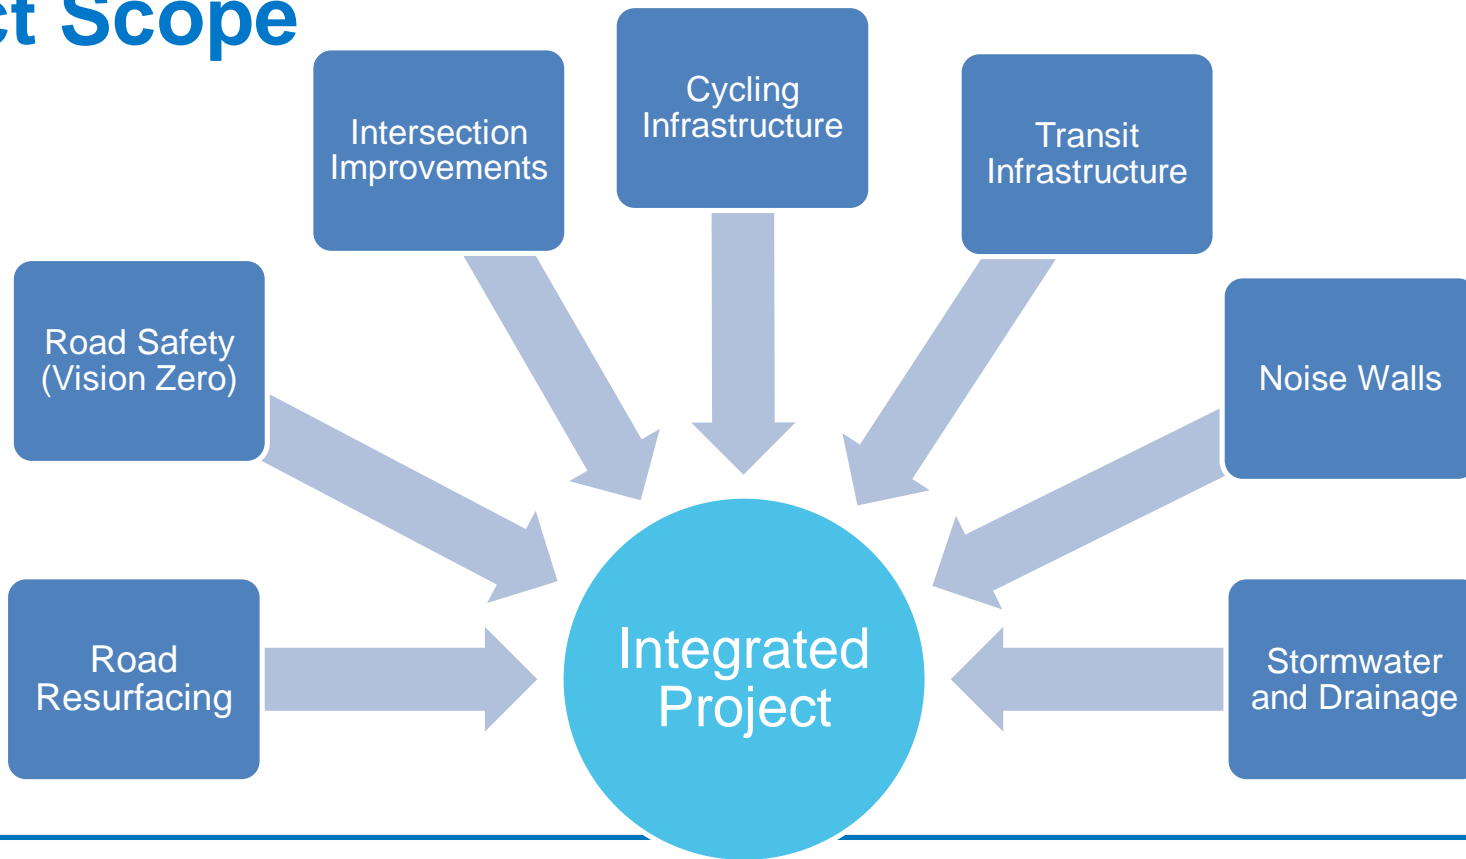 ct Scope
Cycling
Infrastructure
Intersection
Improvements
Transit
Infrastructure
Road Safety
(Vision Zero)
Noise Walls
Road
Resurfacing
Integrated
Project
Stormwater
and Drainage